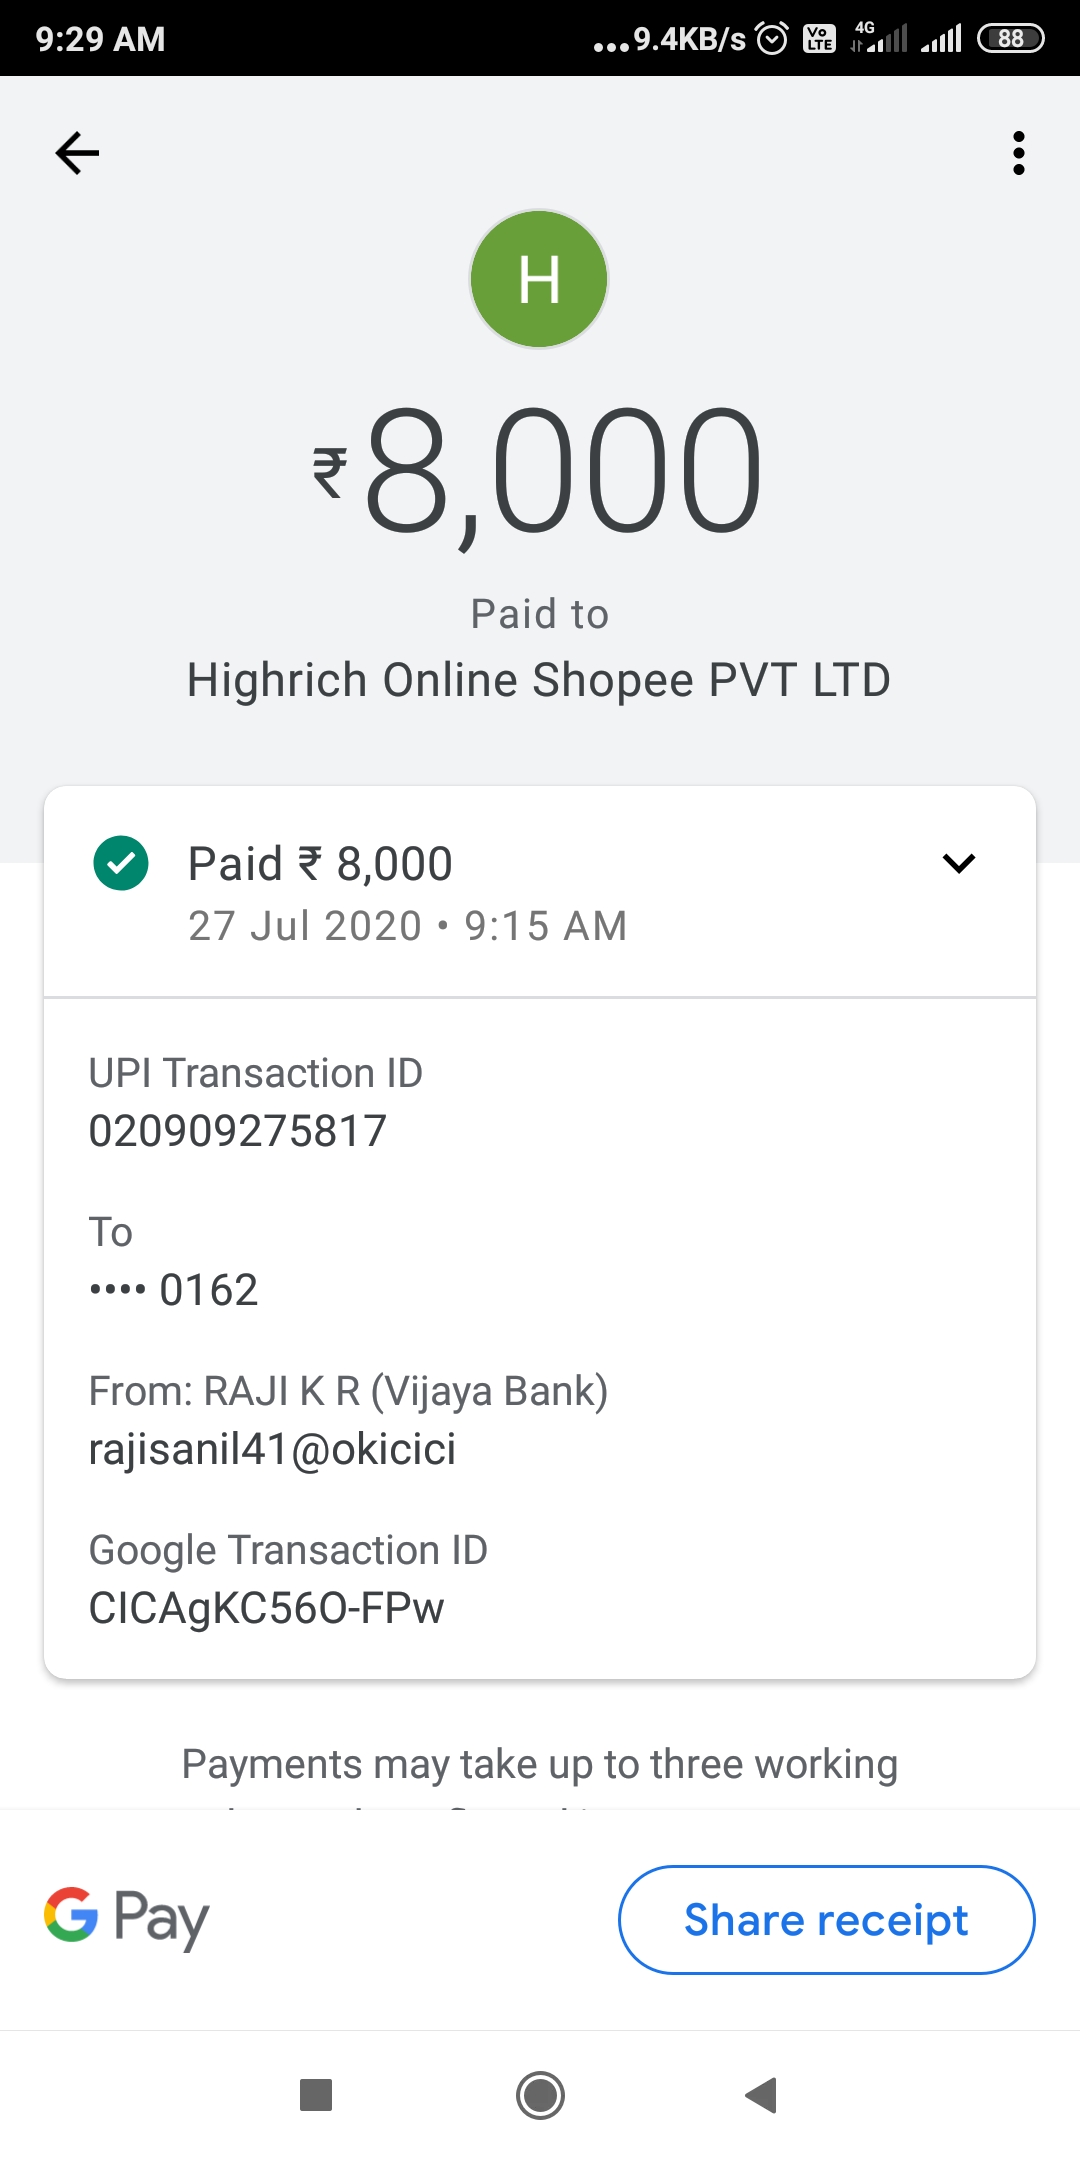 9:29 AM
...9.4KB/s
Vo LTE
4G
88
H
₹8,000
Paid to
Highrich Online Shopee PVT LTD
Paid ₹ 8,000
27 Jul 2020 • 9:15 AM
UPI Transaction ID
020909275817
To
•••• 0162
From: RAJI K R (Vijaya Bank)
rajisanil41@okicici
Google Transaction ID
CICAgKC56O-FPw
Payments may take up to three working
G Pay
Share receipt